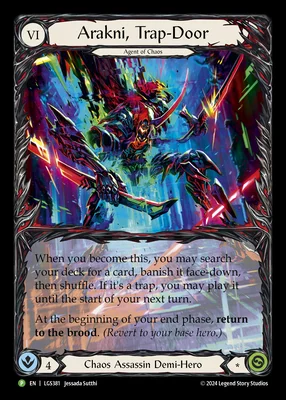 VI
Arakni, Trap-Door
Agent of Chaos
When you become this, you may search
your deck for a card, banish it face-down,
then shuffle. If it's a trap, you may play it
until the start of your next turn.
At the beginning of your end phase, return
to the brood. (Revert to your base hero.)
4
Chaos Assassin Demi-Hero
*
P
EN | LGS381 Jessada Sutthi
© 2024 Legend Story Studios